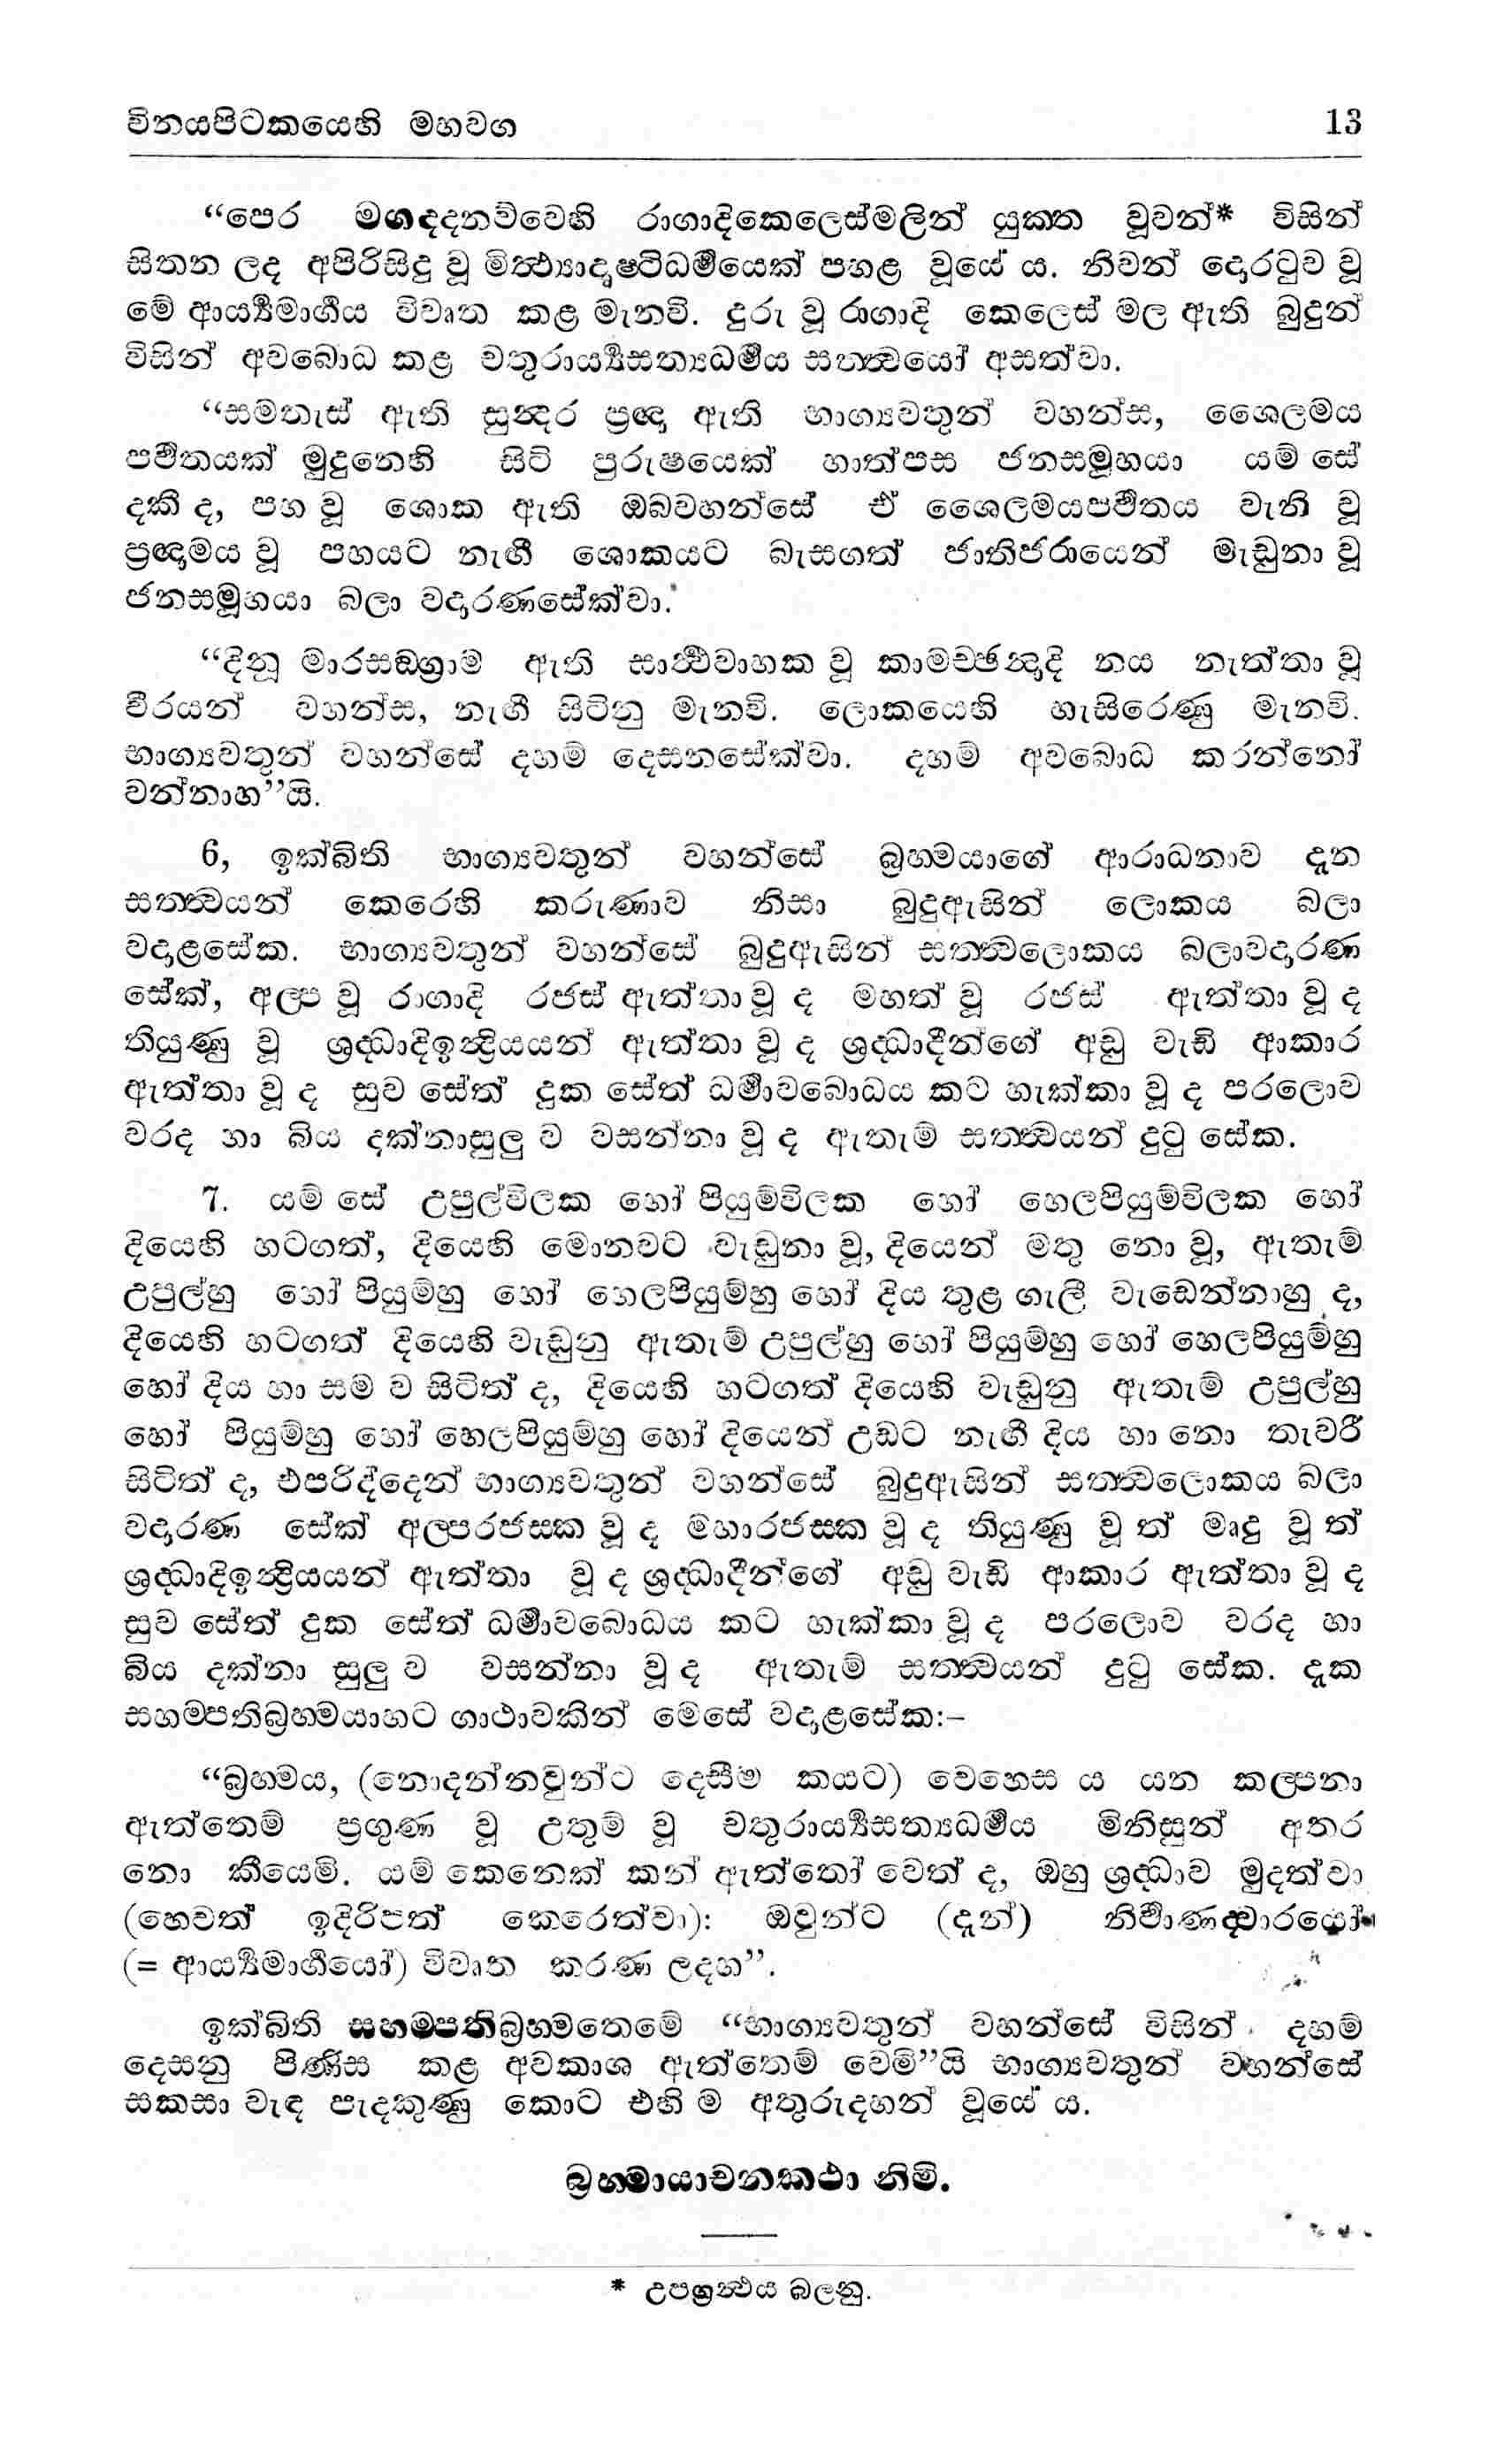 විනයපිටකයෙහි මහවග 13
“පෙර මගදදනව්වෙහි රාගාදිකෙලෙස්මලින් යුක්ත වූවන්* විසින්
සිතන ලද අපිරිසිදු වූ මිත්‍ථ්‍යාදෘෂ්ටිධර්‍මයෙක් පහළ වූයේ ය. නිවන් දොරටුව වූ
මේ ආර්‍ය්‍යමාර්‍ගය විවෘත කළ මැනවි. දුරු වූ රාගාදි කෙලෙස් මල ඇති බුදුන්
විසින් අවබොධ කළ චතුරාර්‍ය්‍යසත්‍යධර්‍මය සත්ත්‍වයෝ අසත්වා.
“සමතැස් ඇති සුන්‍දර ප්‍රඥා ඇති භාග්‍යවතුන් වහන්ස, ශෛලමය
පර්‍වතයක් මුදුනෙහි සිටි පුරුෂයෙක් හාත්පස ජනසමූහයා යම් සේ
දකී ද, පහ වූ ශොක ඇති ඔබවහන්සේ ඒ ශෛලමයපර්‍වතය වැනි වූ
ප්‍රඥාමය වූ පහයට නැඟී ශොකයට බැසගත් ජාතිජරායෙන් මැඩුනා වූ
ජනසමූහයා බලා වදාරණසේක්වා.
“දිනූ මාරසඞග්‍රාම ඇති සාර්‍ථවාහක වූ කාමච්ඡන්‍දාදි නය නැත්තා වූ
වීරයන් වහන්ස, නැඟී සිටිනු මැනවි. ලොකයෙහි හැසිරෙණු මැනවි.
භාග්‍යවතුන් වහන්සේ දහම් දෙසනසේක්වා. දහම් අවබොධ කරන්නෝ
වන්නාහ”යි.
6, ඉක්බිති භාග්‍යවතුන් වහන්සේ බ්‍රහ්මයාගේ ආරාධනාව දැන
සත්ත්‍වයන් කෙරෙහි කරුණාව නිසා බුදුඇසින් ලොකය බලා
වදාළසේක. භාග්‍යවතුන් වහන්සේ බුදුඇසින් සත්ත්‍වලොකය බලාවදාරණ
සේක්, අල්ප වූ රාගාදි රජස් ඇත්තා වූ ද මහත් වූ රජස් ඇත්තා වූ ද
තියුණු වූ ශ්‍රද්ධාදිඉන්‍ද්‍රියයන් ඇත්තා වූ ද ශ්‍රද්ධාදීන්ගේ අඩු වැඩි ආකාර
ඇත්තා වූ ද සුව සේත් දුක සේත් ධර්‍මාවබොධය කට හැක්කා වූ ද පරලොව
වරද හා බිය දක්නාසුලු ව වසන්නා වූ ද ඇතැම් සත්ත්‍වයන් දුටු සේක.
7. යම් සේ උපුල්විලක හෝ පියුම්විලක හෝ හෙලපියුම්විලක හෝ
දියෙහි හටගත්, දියෙහි මොනවට වැඩුනා වූ, දියෙන් මතු නො වූ, ඇතැම්
උපුල්හු හෝ පියුම්හු හෝ හෙලපියුම්හු හෝ දිය තුළ ගැලී වැඩෙන්නාහු ද,
දියෙහි හටගත් දියෙහි වැඩුනු ඇතැම් උපුල්හු හෝ පියුම්හු හෝ හෙලපියුම්හු
හෝ දිය හා සම ව සිටිත් ද, දියෙහි හටගත් දියෙහි වැඩුනු ඇතැම් උපුල්හු
හෝ පියුම්හු හෝ හෙලපියුම්හු හෝ දියෙන් උඩට නැඟී දිය හා නො තැවරී
සිටිත් ද, එපරිද්දෙන් භාග්‍යවතුන් වහන්සේ බුදුඇසින් සත්ත්‍වලොකය බලා
වදාරණ සේක් අල්පරජස්ක වූ ද මහාරජස්ක වූ ද තියුණු වූ ත් මෘදු වූ ත්
ශ්‍රද්ධාදිඉන්‍ද්‍රියයන් ඇත්තා වූ ද ශ්‍රද්ධාදීන්ගේ අඩු වැඩි ආකාර ඇත්තා වූ ද
සුව සේත් දුක සේත් ධර්‍මාවබොධය කට හැක්කා වූ ද පරලොව වරද හා
බිය දක්නා සුලු ව වසන්නා වූ ද ඇතැම් සත්ත්‍වයන් දුටු සේක. දැක
සහම්පතිබ්‍රහ්මයාහට ගාථාවකින් මෙසේ වදාළසේක:–
“බ්‍රහ්මය, (නොදන්නවුන්ට දෙසීම කයට) වෙහෙස ය යන කල්පනා
ඇත්තෙම් ප්‍රගුණ වූ උතුම් වූ චතුරාර්‍ය්‍යසත්‍යධර්‍මය මිනිසුන් අතර
නො කීයෙමි. යම් කෙනෙක් කන් ඇත්තෝ වෙත් ද, ඔහු ශ්‍රද්ධාව මුදත්වා
(හෙවත් ඉදිරිපත් කෙරෙත්වා): ඔවුන්ට (දැන්) නිර්‍වාණද්වාරයෝ
(= ආර්‍ය්‍යමාර්‍ගයෝ) විවෘත කරණ ලදහ”.
ඉක්බිති සහම්පතිබ්‍රහ්මතෙමේ “භාග්‍යවතුන් වහන්සේ විසින් දහම්
දෙසනු පිණිස කළ අවකාශ ඇත්තෙම් වෙමි”යි භාග්‍යවතුන් වහන්සේ
සකසා වැඳ පැදකුණු කොට එහි ම අතුරුදහන් වූයේ ය.
බ්‍රහ්මායාචනකථා නිමි.
* උපග්‍රන්‍ථය බලනු.